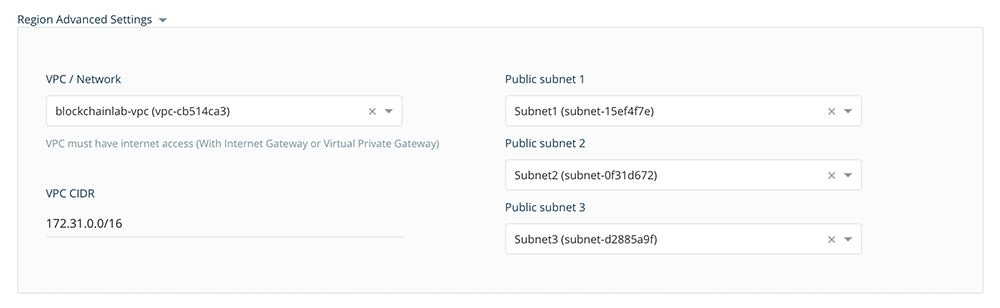 Region Advanced Settings
VPC / Network
blockchainlab-vpc (vpc-cb514ca3)
VPC must have internet access (With Internet Gateway or Virtual Private Gateway)
VPC CIDR
172.31.0.0/16
Public subnet 1
Subnet1 (subnet-15ef4f7e)
Public subnet 2
Subnet2 (subnet-0f31d672)
Public subnet 3
Subnet3 (subnet-d2885a9f)